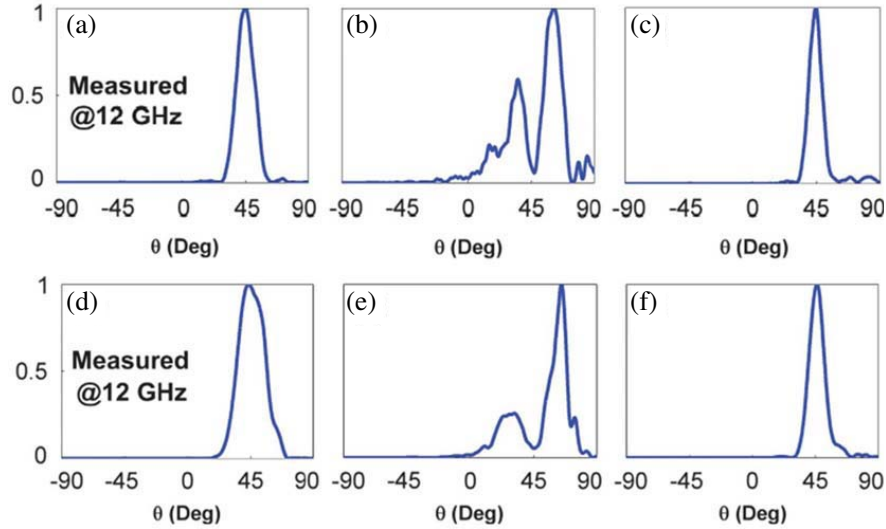 1
(a)
(b)
(c)
Measured
@12 GHz
0.5
0
-90 -45 0 45 90
-90 -45 0 45 90
-90 -45 0 45 90
θ (Deg)
θ (Deg)
θ (Deg)
1
(d)
(e)
(f)
Measured
@12 GHz
0.5
0
-90 -45 0 45 90
-90 -45 0 45 90
-90 -45 0 45 90
θ (Deg)
θ (Deg)
θ (Deg)